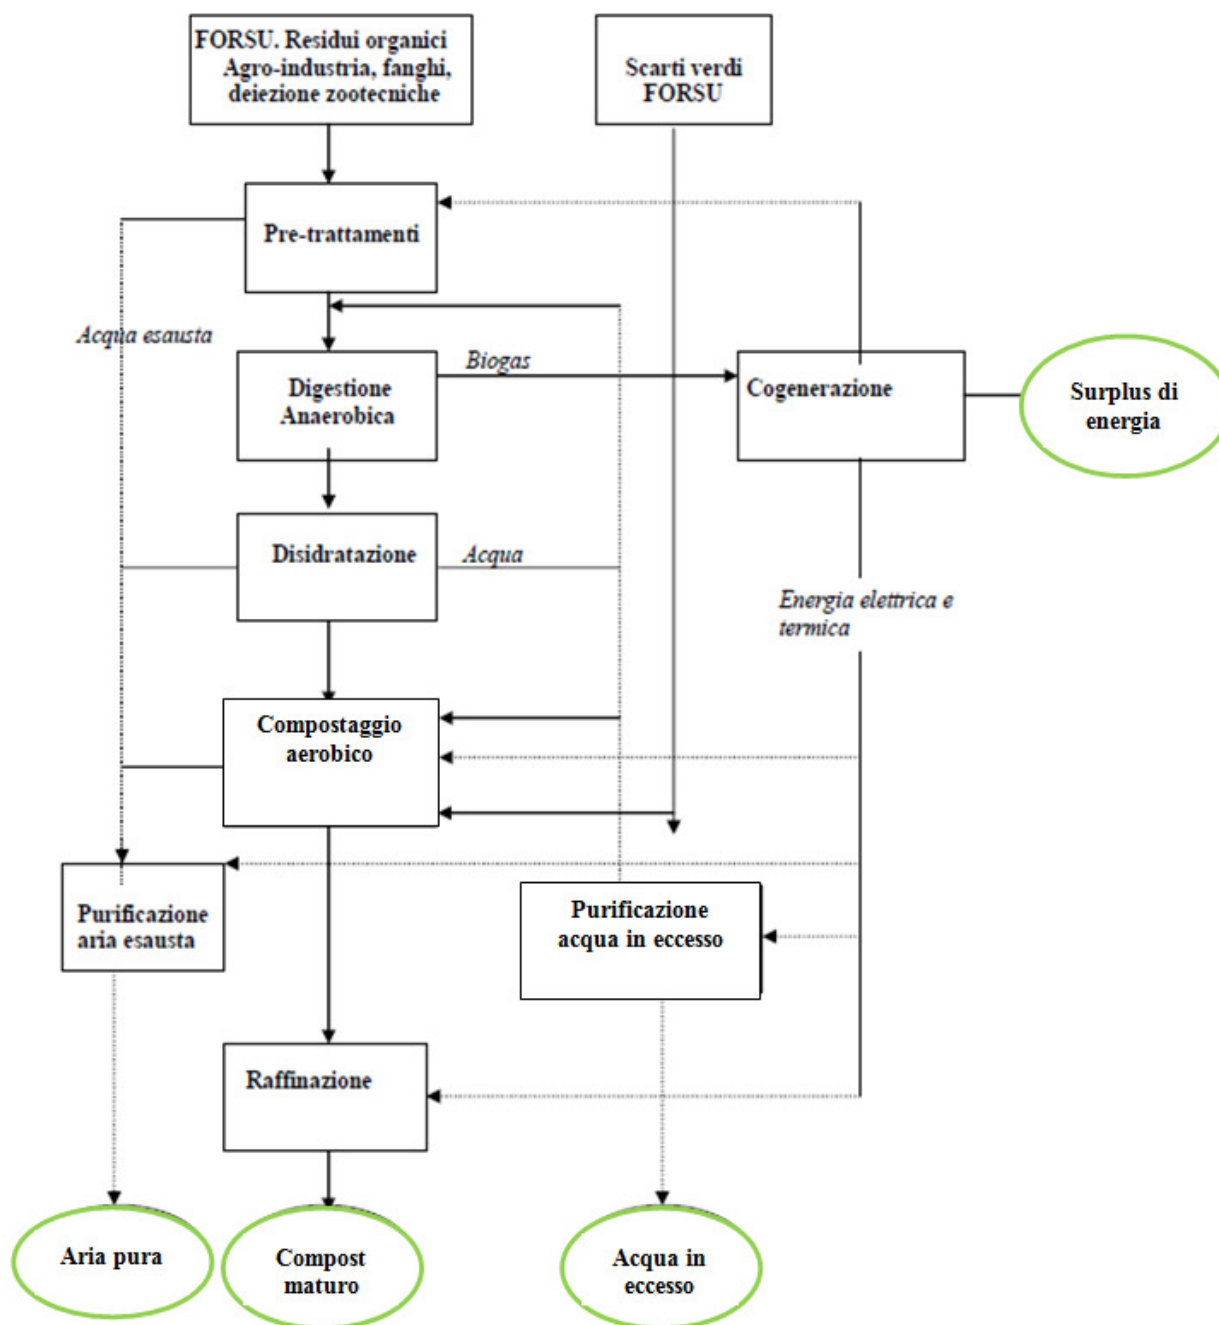 FORSU. Residui organici
Agro-industria, fanghi,
deiezione zootecniche
Scarti verdi
FORSU
Pre-trattamenti
Acqua esausta
Biogas
Digestione
Anaerobica
Cogenerazione
Surplus di
energia
Disidratazione
Acqua
Energia elettrica e
termica
Compostaggio
aerobico
Purificazione
aria esausta
Purificazione
acqua in eccesso
Raffinazione
Aria pura
Compost
maturo
Acqua in
eccesso